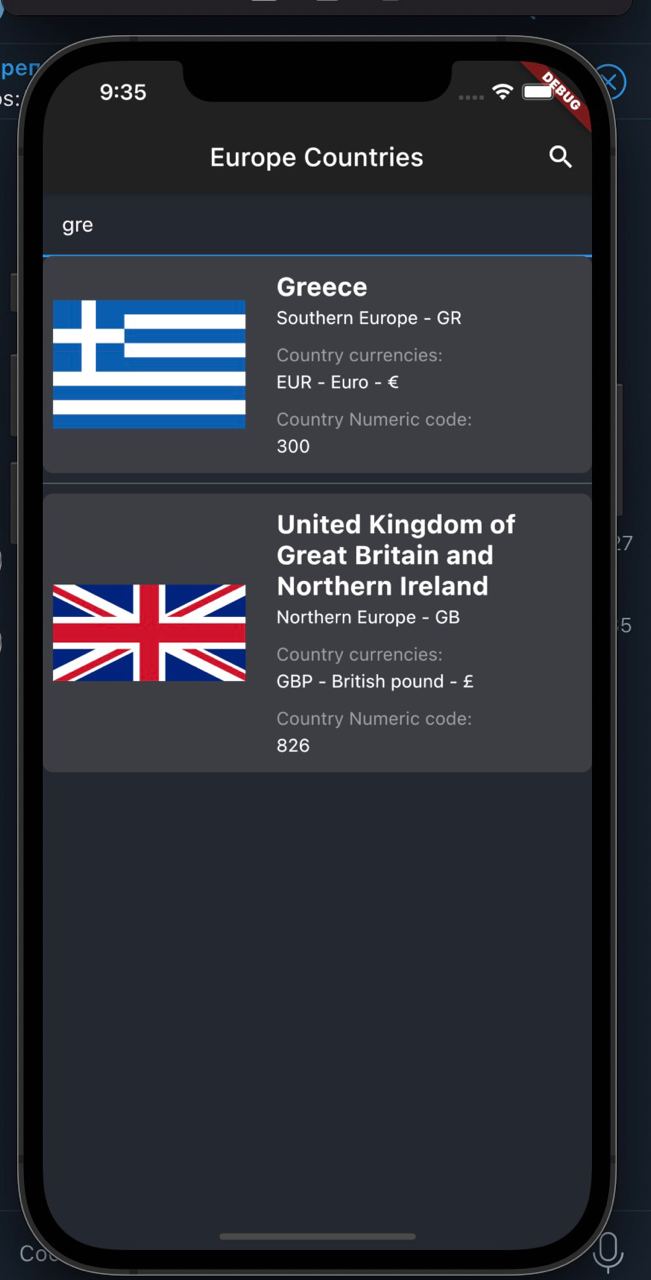 9:35
DEBUG
Europe Countries
gre
Greece
Southern Europe - GR
Country currencies:
EUR - Euro - €
Country Numeric code:
300
United Kingdom of
Great Britain and
Northern Ireland
Northern Europe - GB
Country currencies:
GBP - British pound - £
Country Numeric code:
826